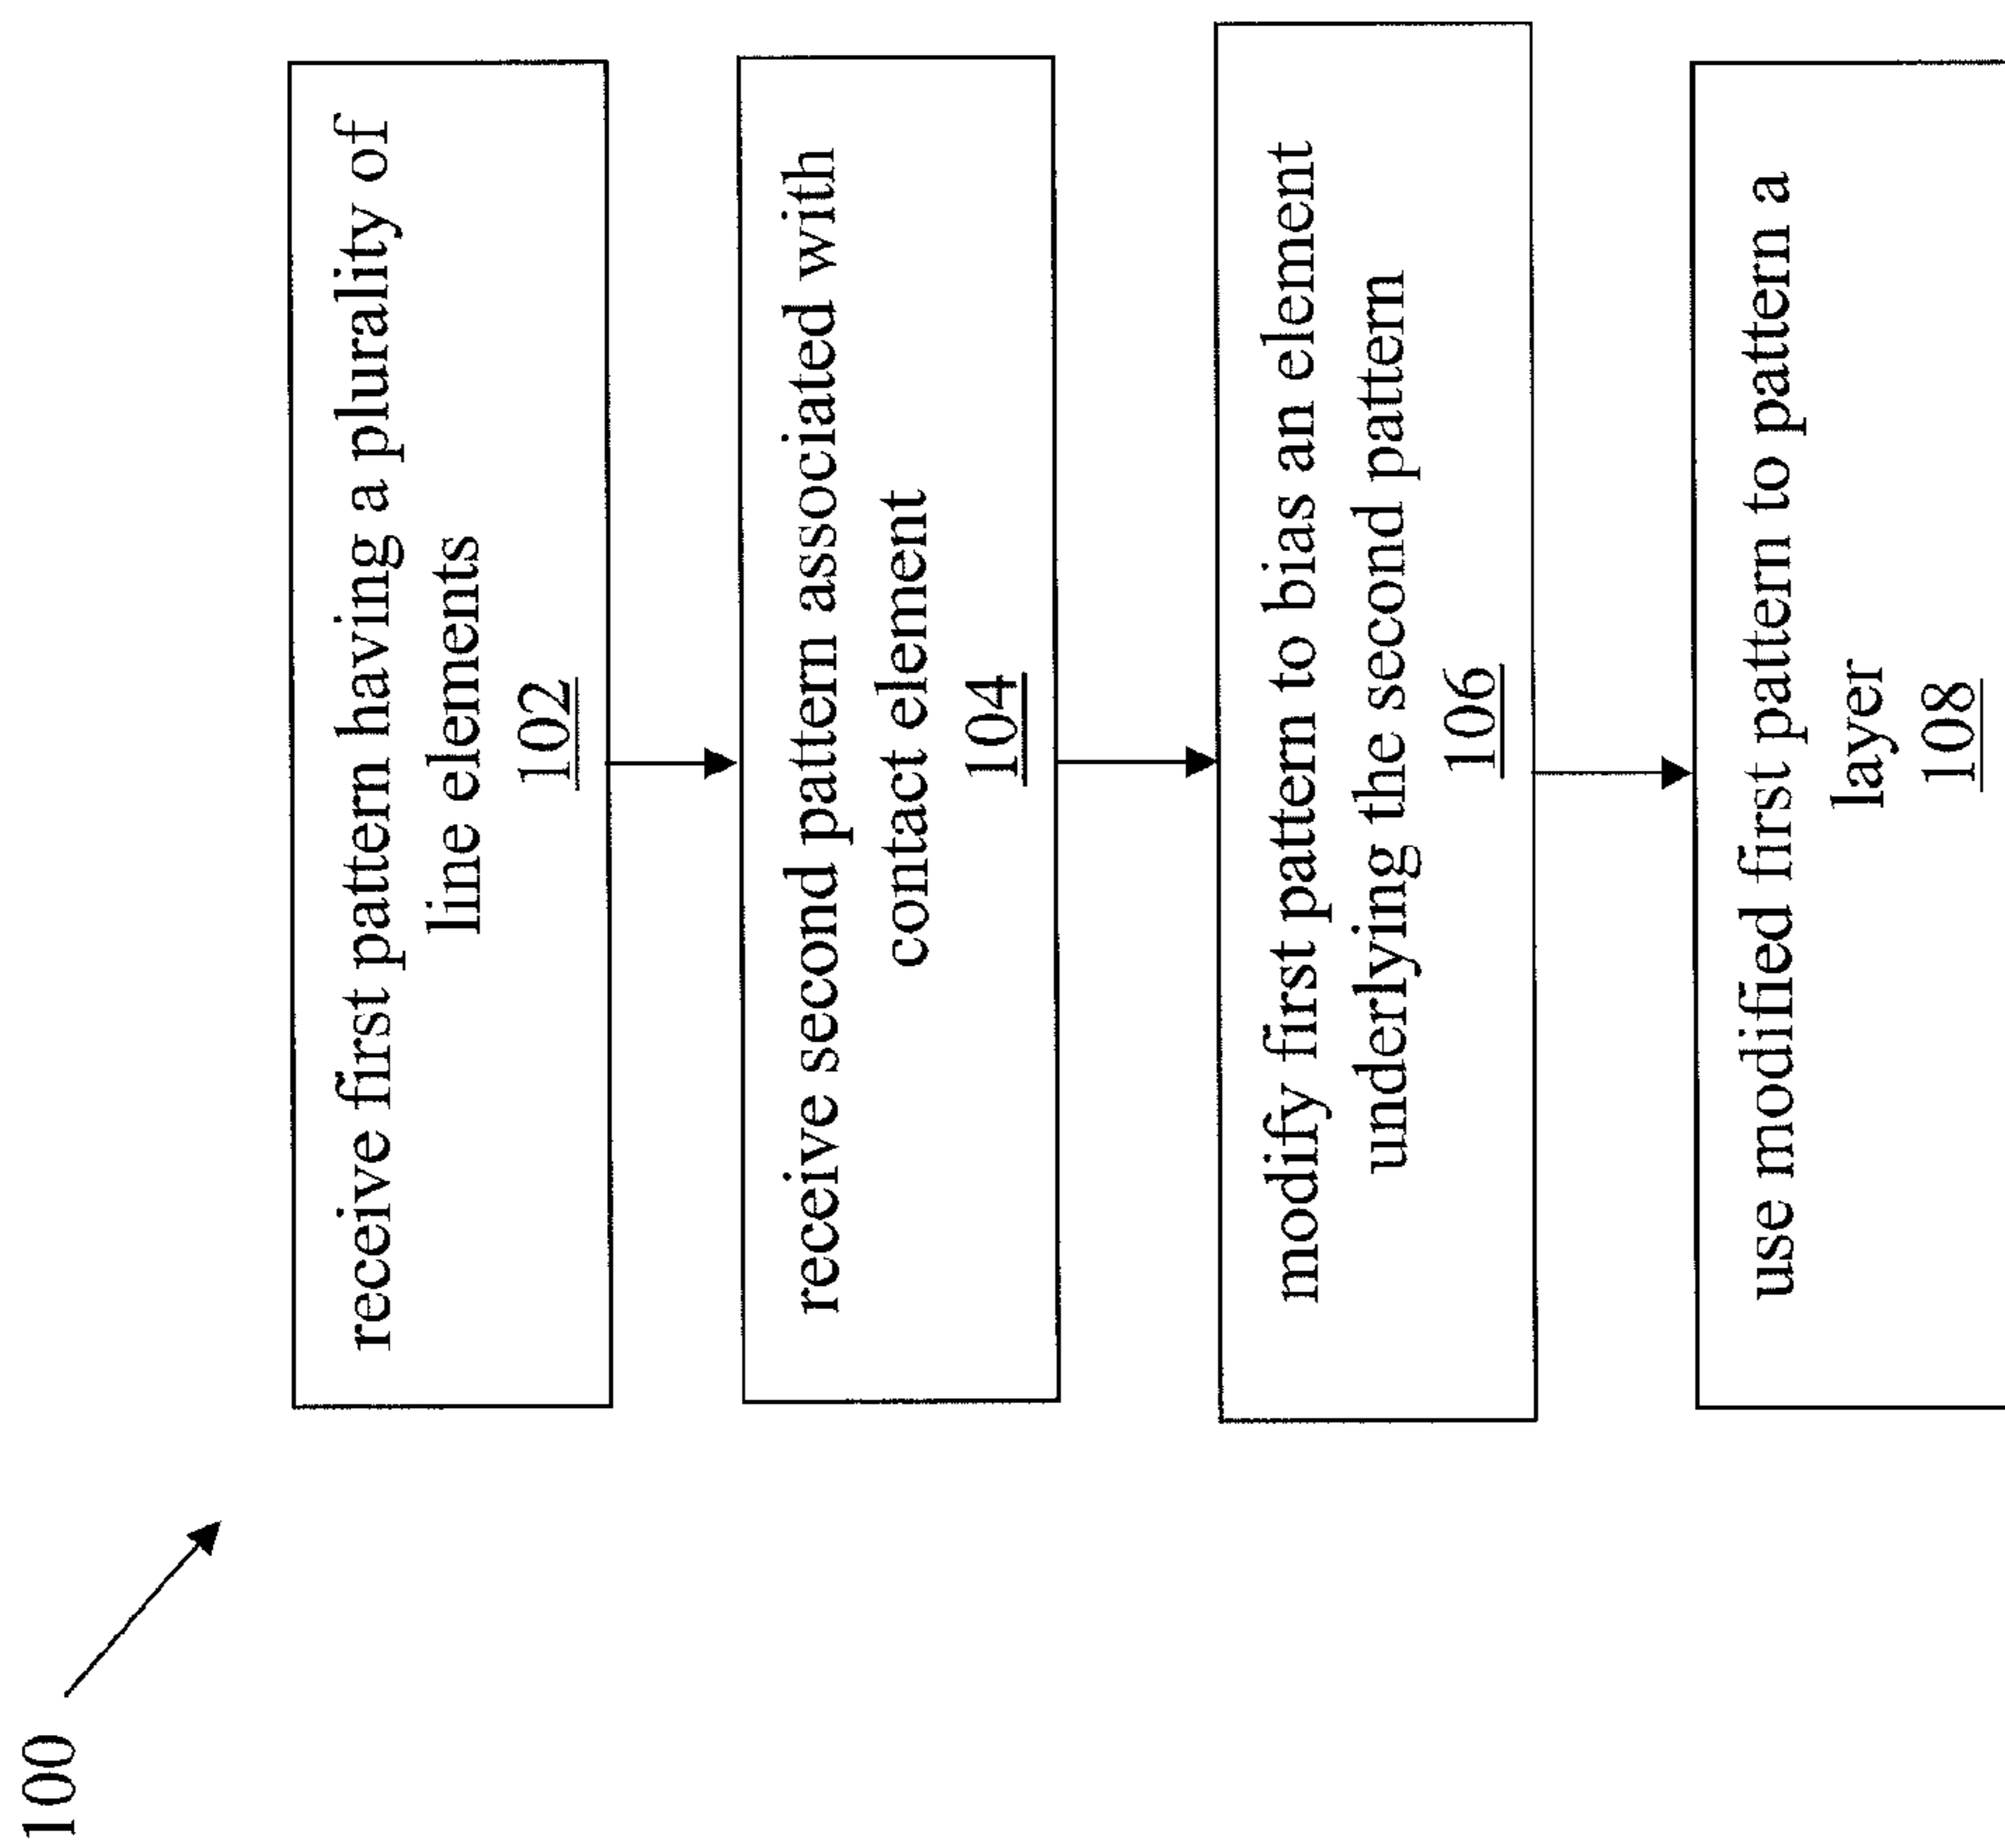 100
receive first pattern having a plurality of
line elements
102
receive second pattern associated with
contact element
104
modify first pattern to bias an element
underlying the second pattern
106
use modified first pattern to pattern a
layer
108